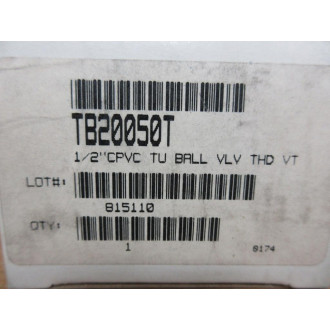 TB20050T
1/2"CPVC TU BALL VLV THD VT
LOT#:
815110
QTY:
1
8174